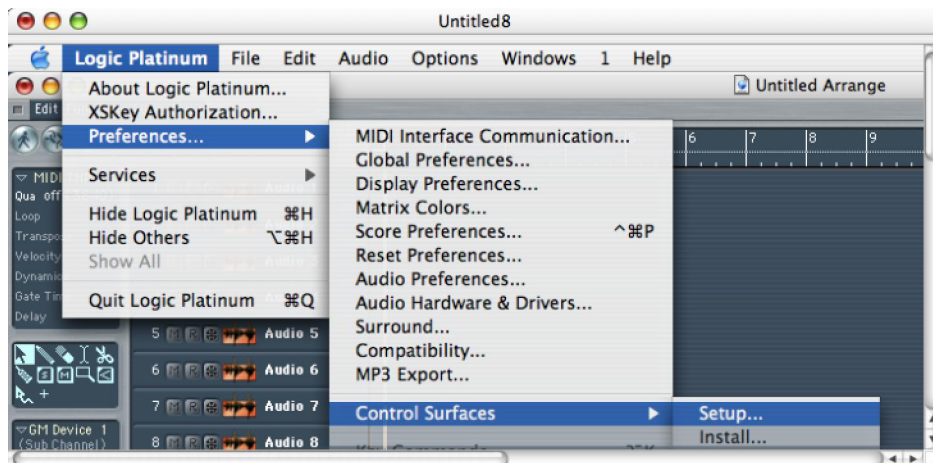 Untitled8
Logic Platinum File Edit Audio Options Windows 1 Help
Untitled Arrange
Edit
About Logic Platinum...
XSKey Authorization...
Preferences...
Services
Hide Logic Platinum ⌘H
Hide Others ⌥⌘H
Show All
Quit Logic Platinum ⌘Q
MIDI Interface Communication...
Global Preferences...
Display Preferences...
Matrix Colors...
Score Preferences... ^⌘P
Reset Preferences...
Audio Preferences...
Audio Hardware & Drivers...
Surround...
Compatibility...
MP3 Export...
Control Surfaces
Setup...
Install...
6 7 8 9
MIDI
Qua off
Loop
Velocity
Delay
5 M R Audio 5
6 M R Audio 6
7 M R Audio 7
8 M R Audio 8
GM Device 1
(Sub Channel)